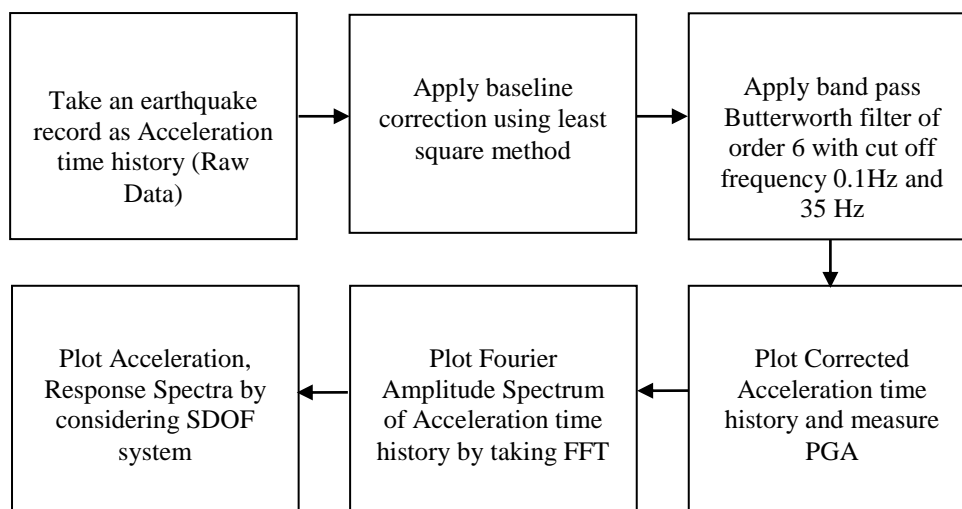 Take an earthquake
record as Acceleration
time history (Raw
Data)
Apply baseline
correction using least
square method
Apply band pass
Butterworth filter of
order 6 with cut off
frequency 0.1Hz and
35 Hz
Plot Corrected
Acceleration time
history and measure
PGA
Plot Fourier
Amplitude Spectrum
of Acceleration time
history by taking FFT
Plot Acceleration,
Response Spectra by
considering SDOF
system